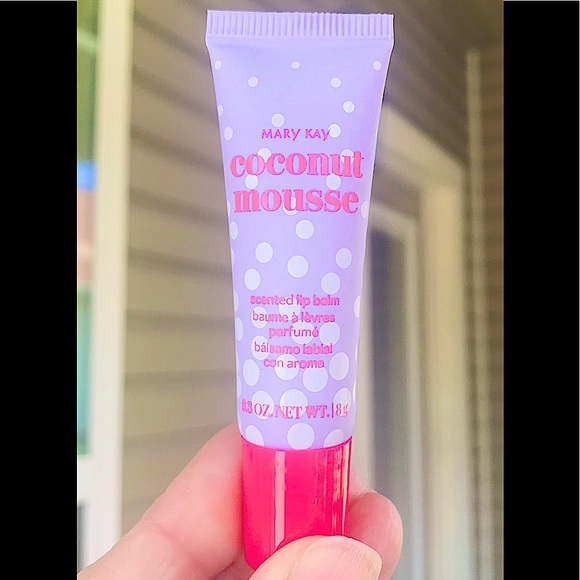 MARY KAY
coconut
mousse
scented lip balm
baume à lèvres
parfumé
bálsamo labial
con aroma
0.3 OZ. NET WT. | 8 g